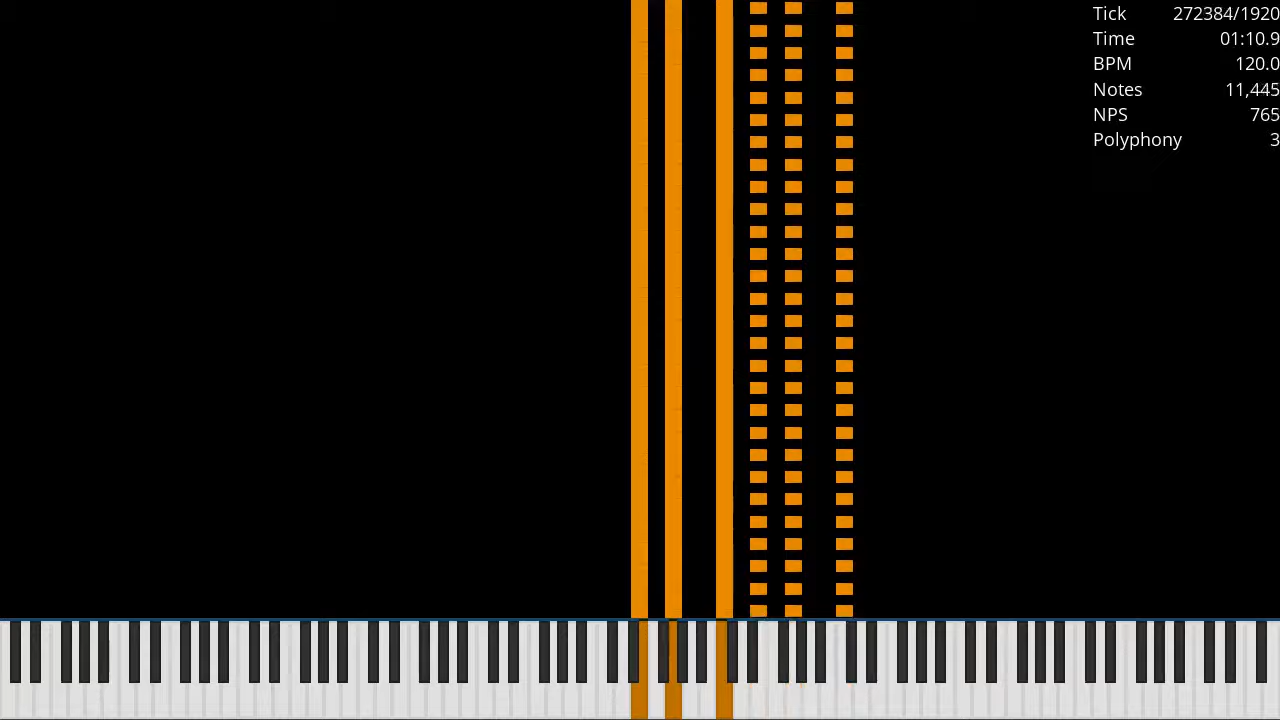 Tick 272384/1920
Time 01:10.9
BPM 120.0
Notes 11,445
NPS 765
Polyphony 3